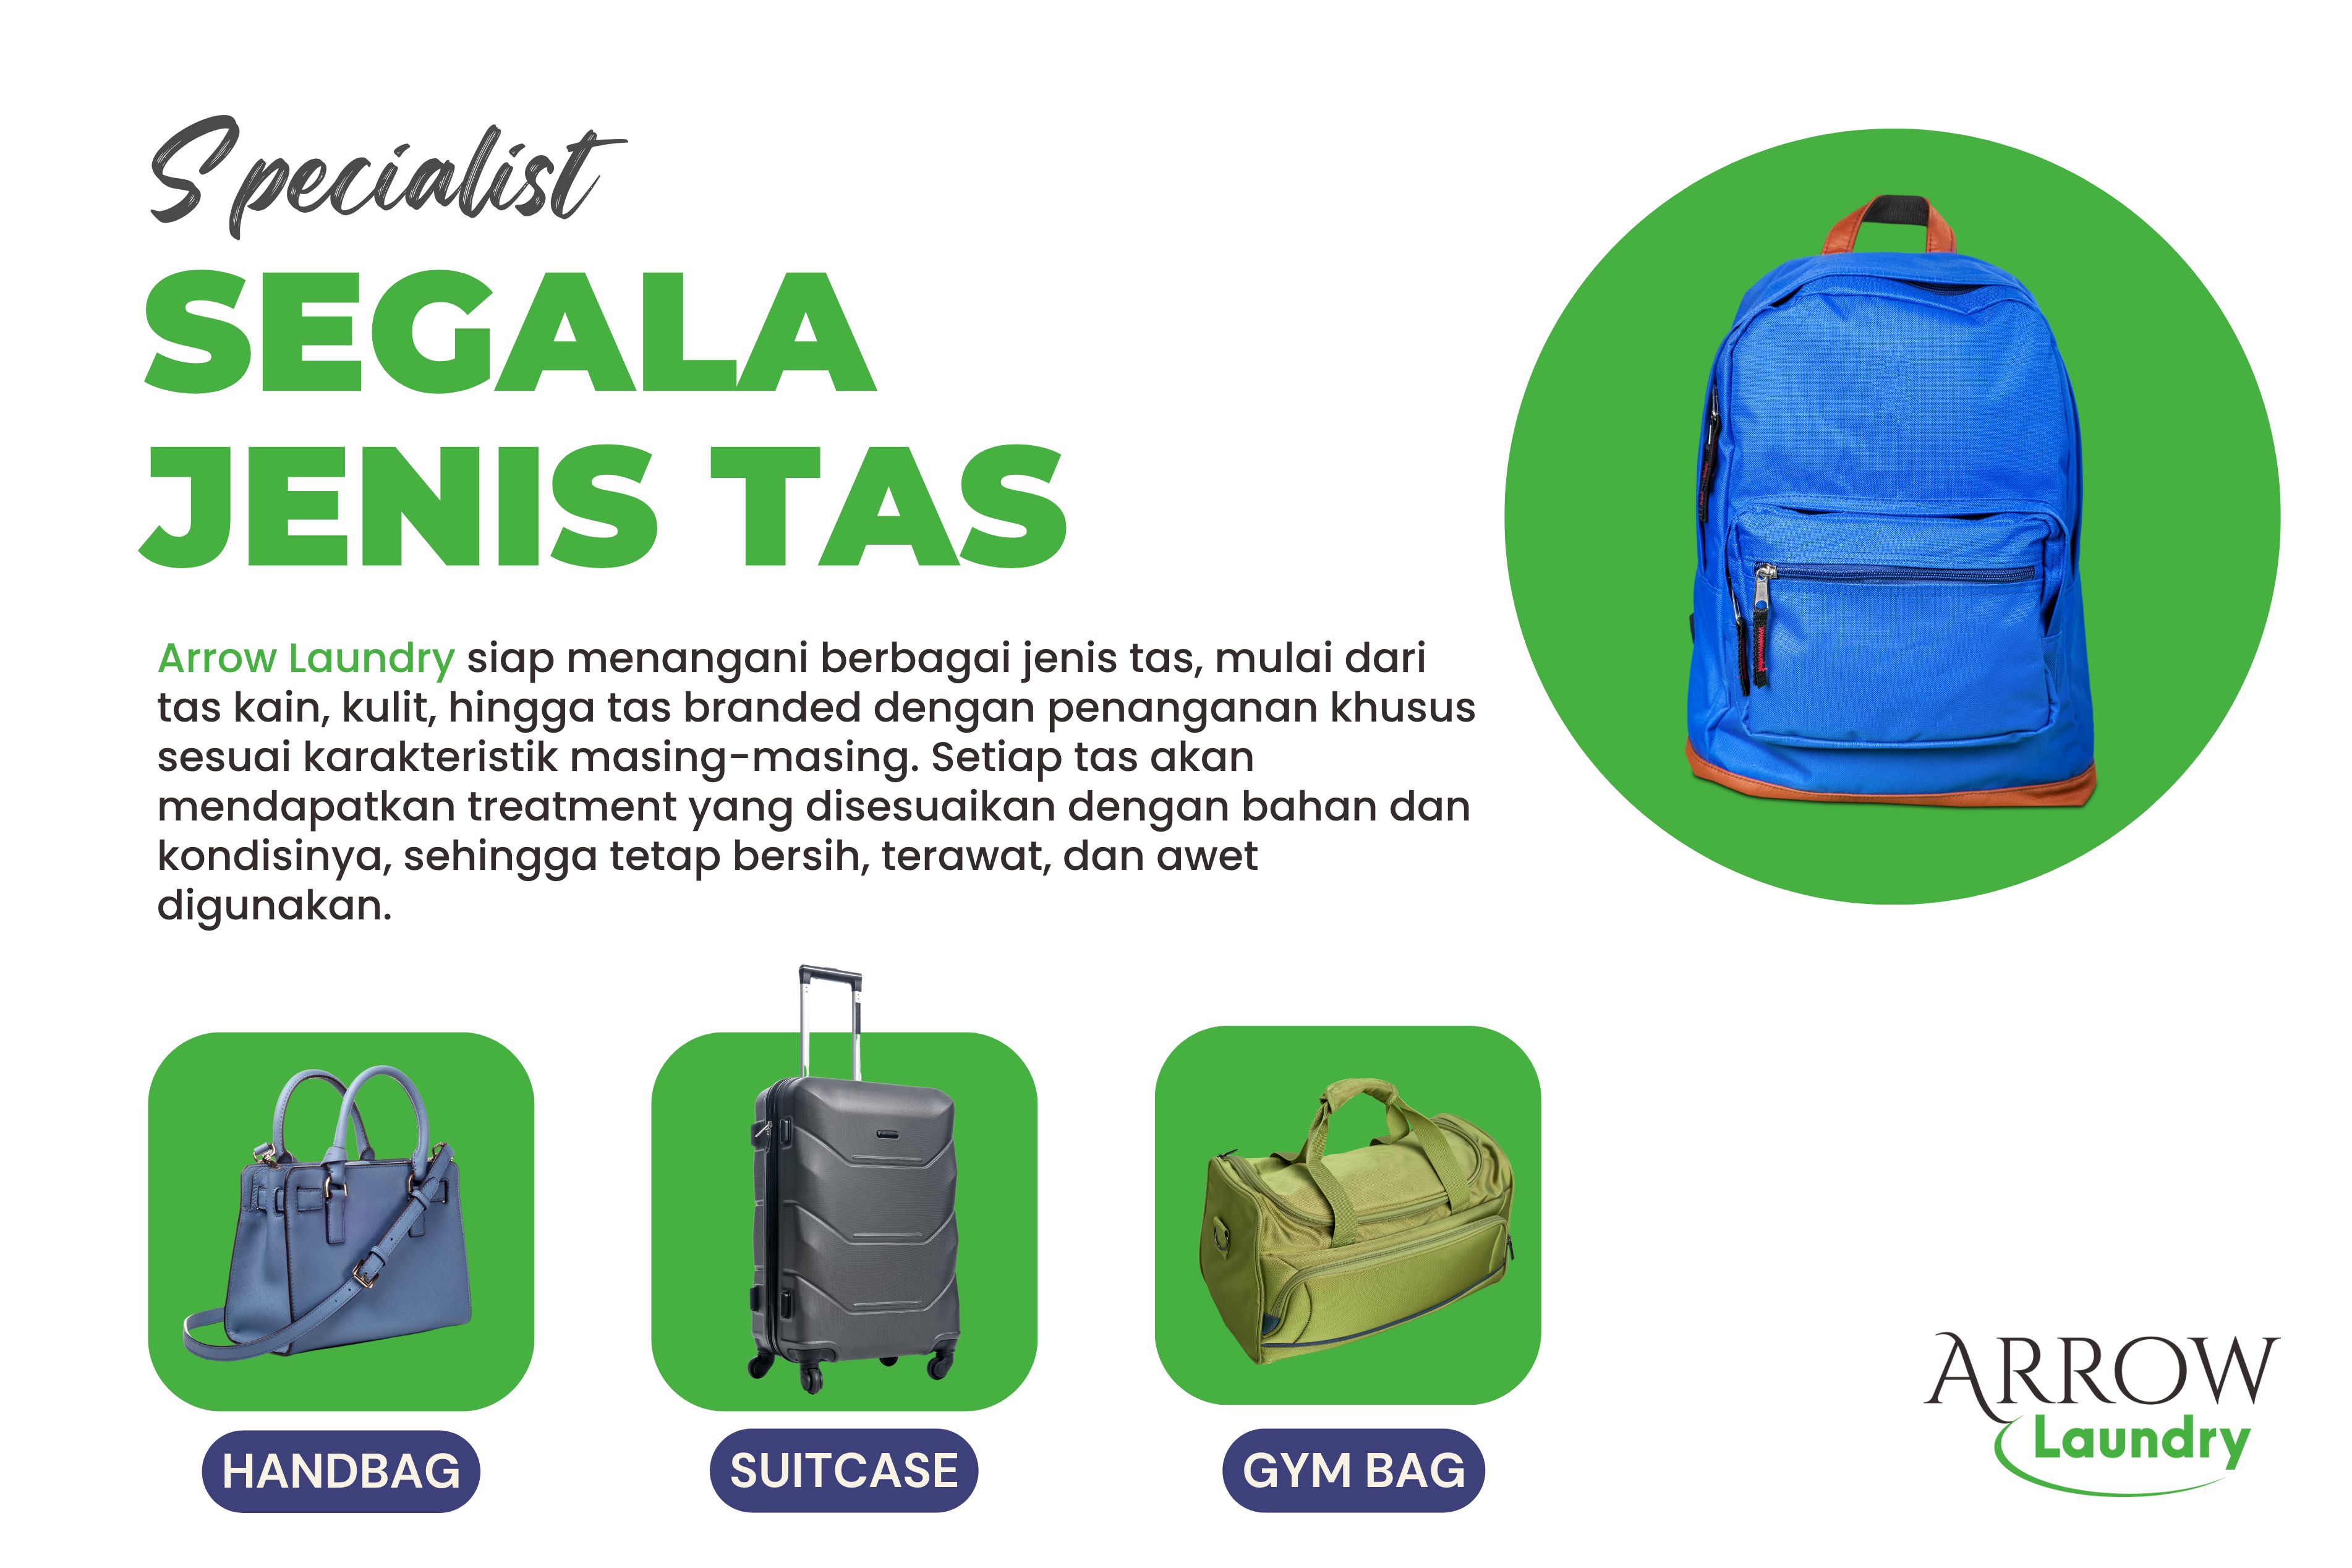 Specialist
SEGALA
JENIS TAS
Arrow Laundry siap menangani berbagai jenis tas, mulai dari
tas kain, kulit, hingga tas branded dengan penanganan khusus
sesuai karakteristik masing-masing. Setiap tas akan
mendapatkan treatment yang disesuaikan dengan bahan dan
kondisinya, sehingga tetap bersih, terawat, dan awet
digunakan.
HANDBAG
SUITCASE
GYM BAG
ARROW
Laundry